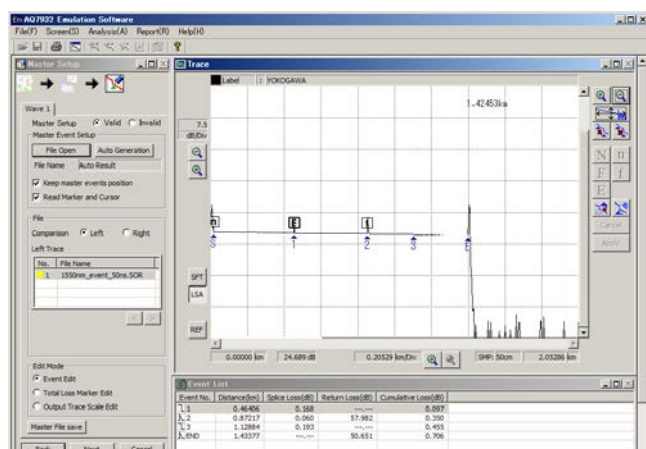 En AQ7932 Emulation Software
File(F) Screen(S) Analysis(A) Report(R) Help(H)
Master Setup
Wave 1
Master Setup Valid Invalid
Master Event Setup
File Open Auto Generation
File Name Auto Result
Keep master events position
Read Marker and Cursor
File
Comparison Left Right
Left Trace
No. File Name
1 1550nm_event_50ns.SOR
Edit Mode
Event Edit
Total Loss Marker Edit
Output Trace Scale Edit
Master File save
Back Next Cancel
Trace
Label : YOKOGAWA
7.5
dB/Div
1.42453km
S 1 2 3 E
SFT
LSA
REF
0.00000 km 24.689 dB 0.20529 km/Div SMP: 50cm 2.05286 km
N n
F f
E
Cancel
Apply
Event List
Event No. Distance(km) Splice Loss(dB) Return Loss(dB) Cumulative Loss(dB)
1 0.46406 0.168 --.--- 0.097
2 0.87217 0.060 57.982 0.350
3 1.12884 0.193 --.--- 0.455
END 1.43377 --.--- 50.651 0.706